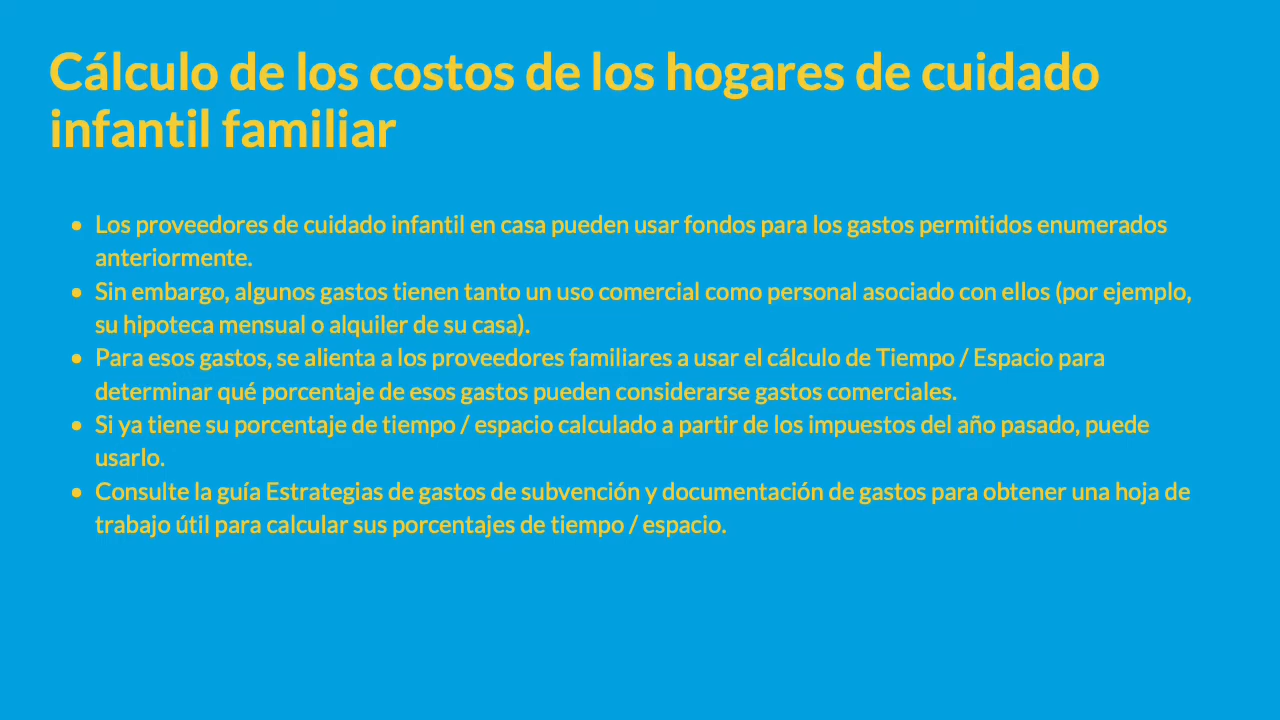 Cálculo de los costos de los hogares de cuidado
infantil familiar
• Los proveedores de cuidado infantil en casa pueden usar fondos para los gastos permitidos enumerados
anteriormente.
• Sin embargo, algunos gastos tienen tanto un uso comercial como personal asociado con ellos (por ejemplo,
su hipoteca mensual o alquiler de su casa).
• Para esos gastos, se alienta a los proveedores familiares a usar el cálculo de Tiempo / Espacio para
determinar qué porcentaje de esos gastos pueden considerarse gastos comerciales.
• Si ya tiene su porcentaje de tiempo / espacio calculado a partir de los impuestos del año pasado, puede
usarlo.
• Consulte la guía Estrategias de gastos de subvención y documentación de gastos para obtener una hoja de
trabajo útil para calcular sus porcentajes de tiempo / espacio.